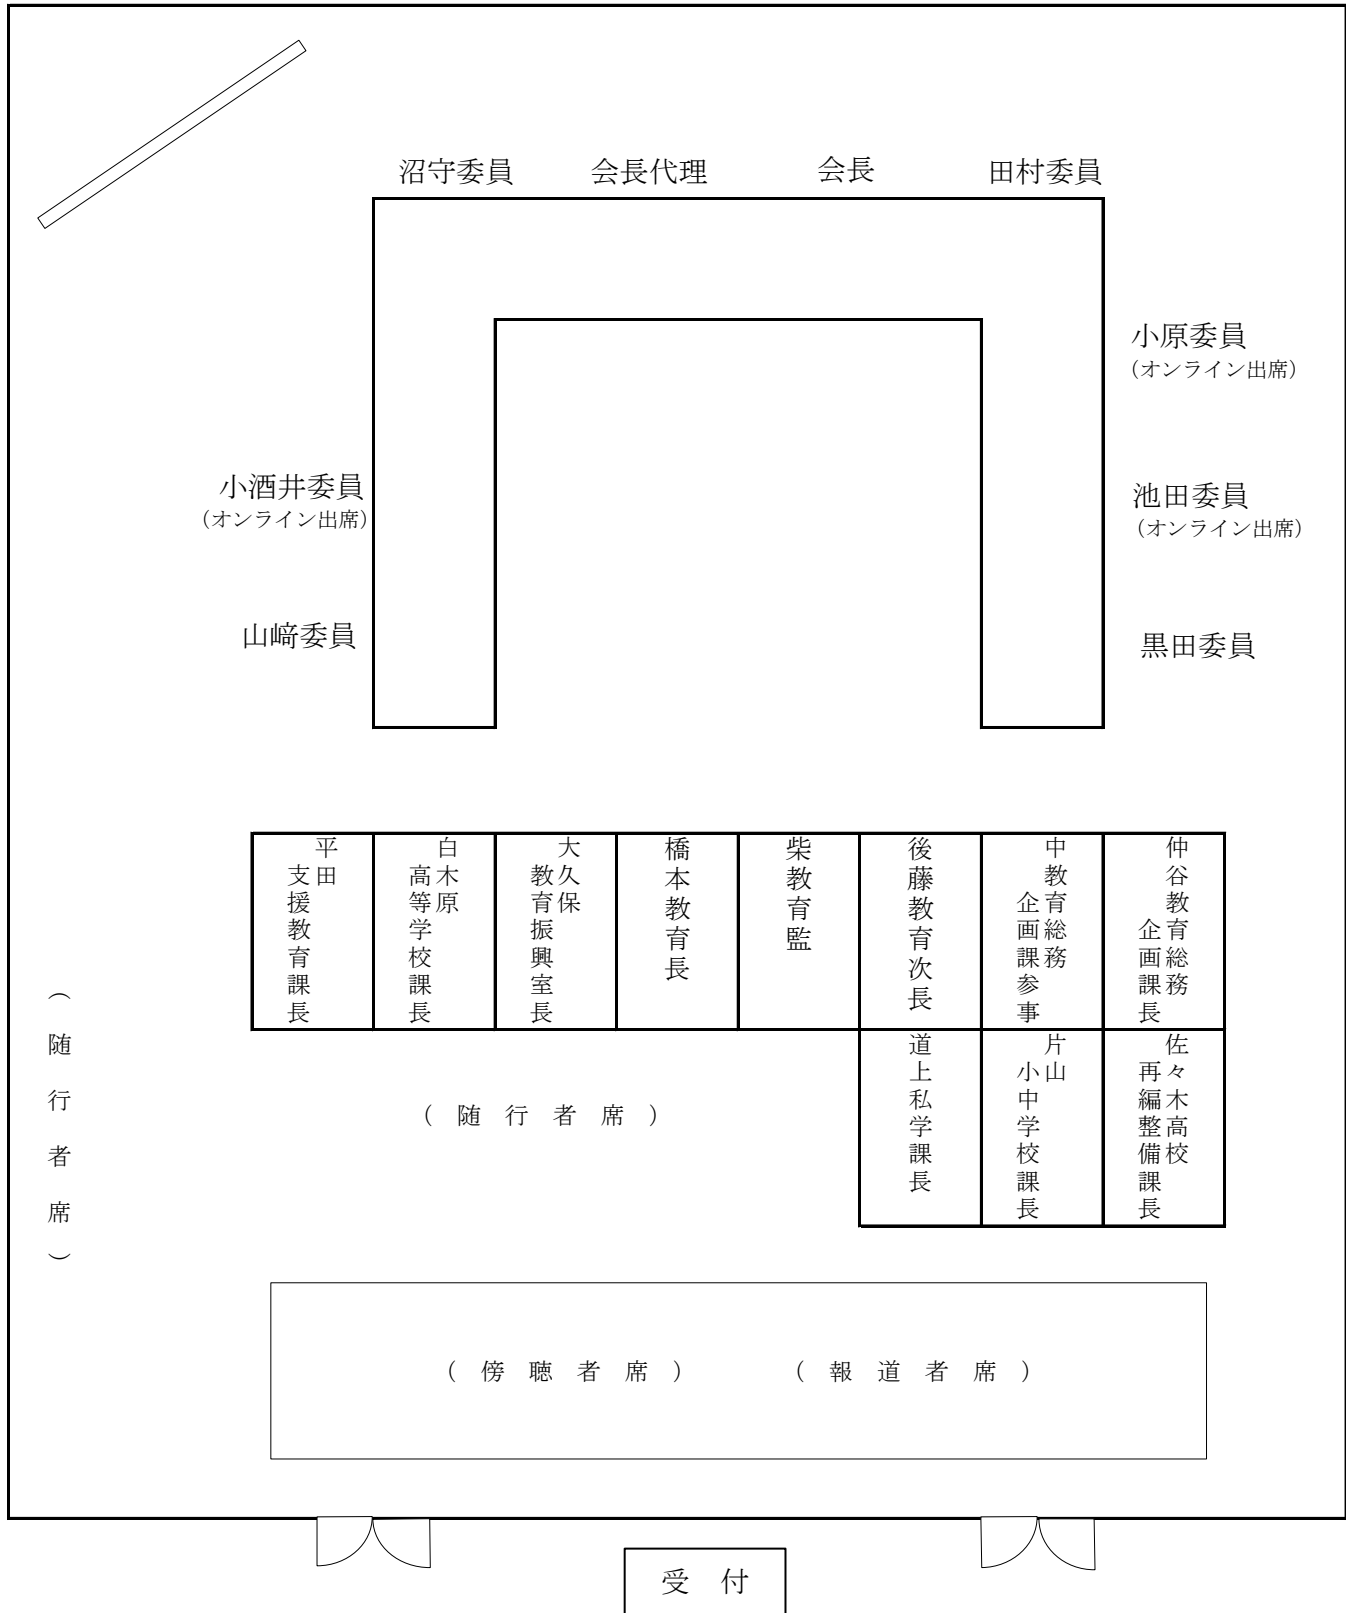 沼守委員
会長代理
会長
田村委員
小原委員
(オンライン出席)
小酒井委員
(オンライン出席)
池田委員
(オンライン出席)
山﨑委員
黒田委員
平田
支援教育課長
白木原
高等学校課長
大久保
教育振興室長
橋本教育長
柴教育監
後藤教育次長
中教育総務
企画課参事
仲谷教育総務
企画課長
道上私学課長
片山
小中学校課長
佐々木高校
再編整備課長
(随行者席)
(随行者席)
(傍聴者席)
(報道者席)
受 付